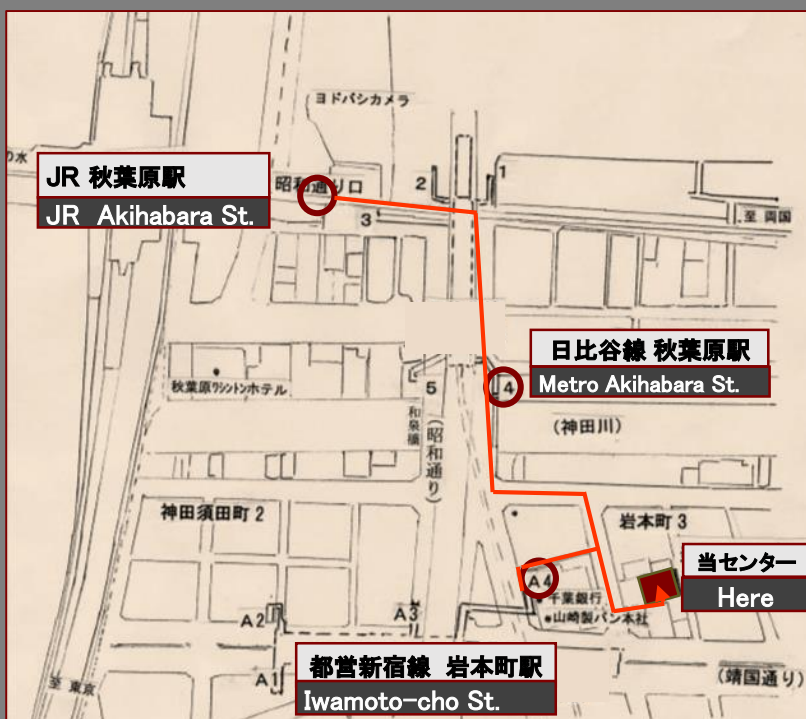 ヨドバシカメラ
の水
JR 秋葉原駅
JR Akihabara St.
昭和通り口
2
1
3
至 両国
日比谷線 秋葉原駅
Metro Akihabara St.
秋葉原ワシントンホテル
5
4
和泉橋
(昭和通り)
(神田川)
神田須田町 2
岩本町 3
当センター
Here
A4
千葉銀行
山崎製パン本社
A2
A3
A1
都営新宿線 岩本町駅
Iwamoto-cho St.
至 東京
(靖国通り)